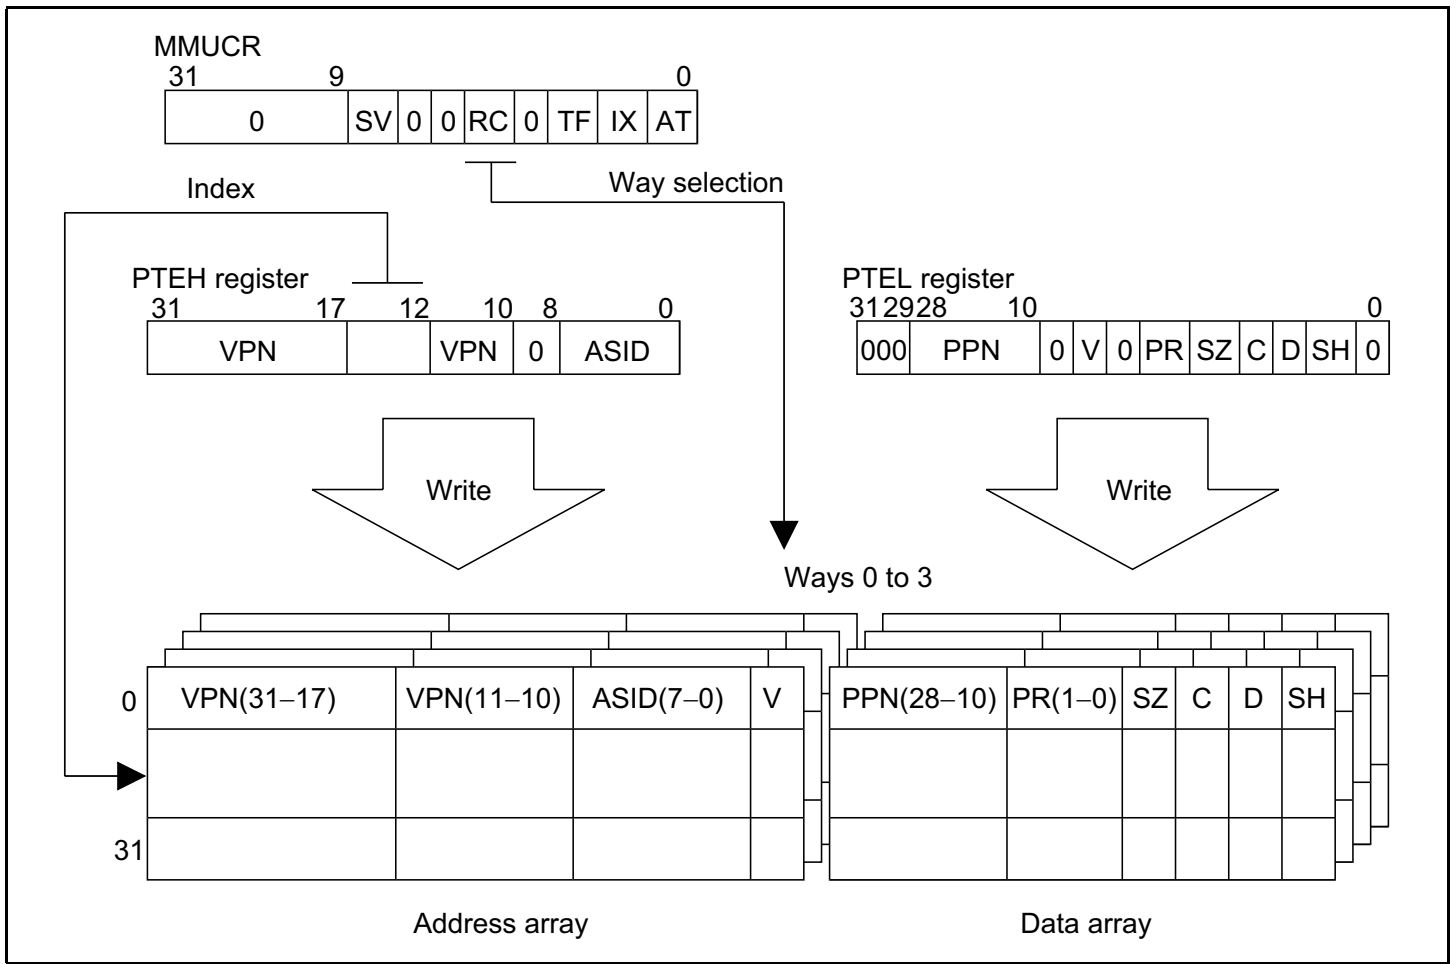 MMUCR
31 9 0
0 SV 0 0 RC 0 TF IX AT
Index
Way selection
PTEH register
31 17 12 10 8 0
VPN VPN 0 ASID
PTEL register
31 29 28 10 0
000 PPN 0 V 0 PR SZ C D SH 0
Write
Write
Ways 0 to 3
0
VPN(31–17) VPN(11–10) ASID(7–0) V
PPN(28–10) PR(1–0) SZ C D SH
31
Address array
Data array